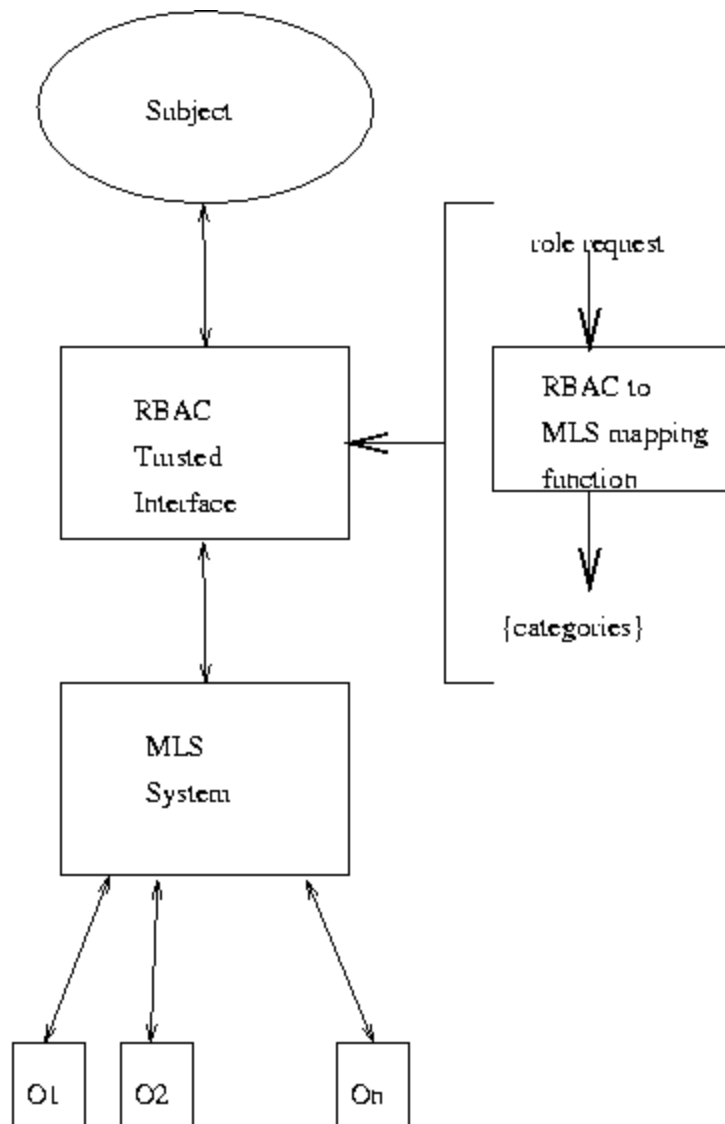 Subject
role request
RBAC
Trusted
Interface
RBAC to
MLS mapping
function
{categories}
MLS
System
O1
O2
On